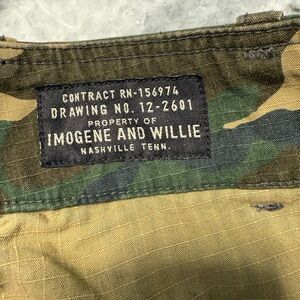 CONTRACT RN-156974
DRAWING NO. 12-2601
PROPERTY OF
IMOGENE AND WILLIE
NASHVILLE TENN.